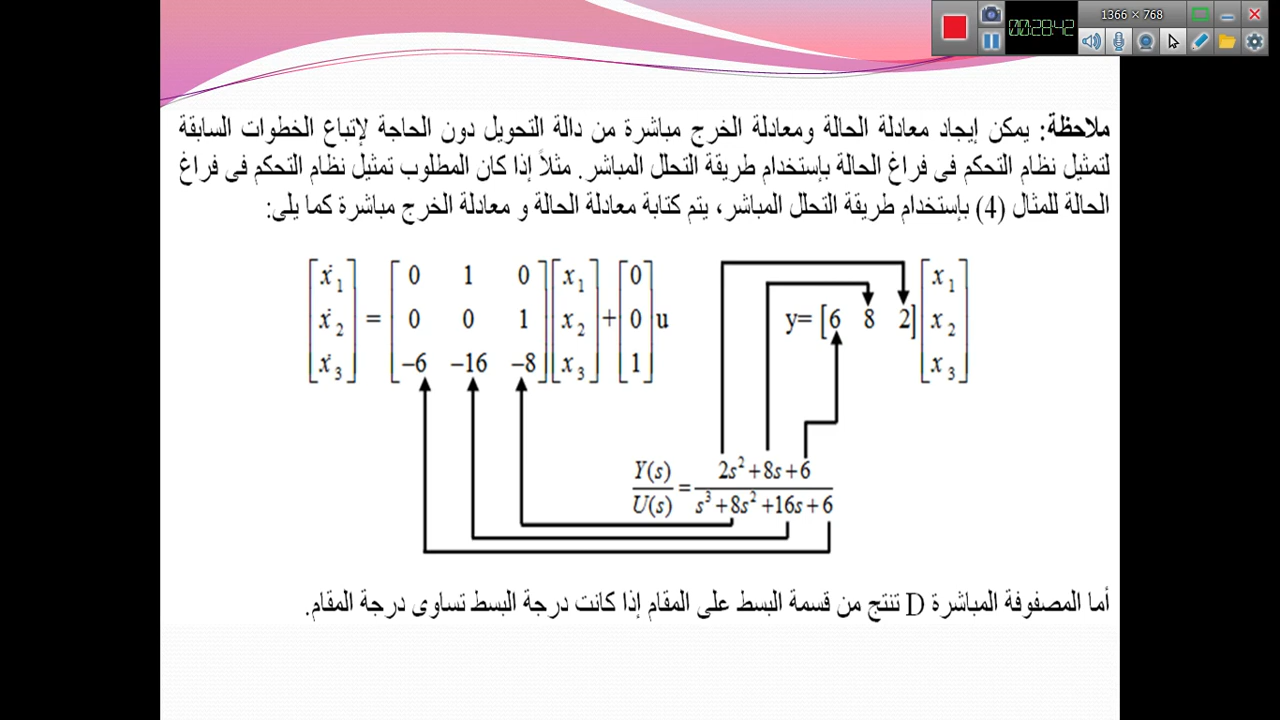 1366 × 768
00:28:42
ملاحظة: يمكن إيجاد معادلة الحالة ومعادلة الخرج مباشرة من دالة التحويل دون الحاجة لإتباع الخطوات السابقة
لتمثيل نظام التحكم فى فراغ الحالة بإستخدام طريقة التحلل المباشر. مثلاً إذا كان المطلوب تمثيل نظام التحكم فى فراغ
الحالة للمثال (4) بإستخدام طريقة التحلل المباشر، يتم كتابة معادلة الحالة و معادلة الخرج مباشرة كما يلى:
ẋ1 0 1 0 x1 0 x1
ẋ2 = 0 0 1 x2 + 0 u y= [6 8 2] x2
ẋ3 −6 −16 −8 x3 1 x3
Y(s) 2s² +8s+6
=
U(s) s³ +8s² +16s+6
أما المصفوفة المباشرة D تنتج من قسمة البسط على المقام إذا كانت درجة البسط تساوى درجة المقام.